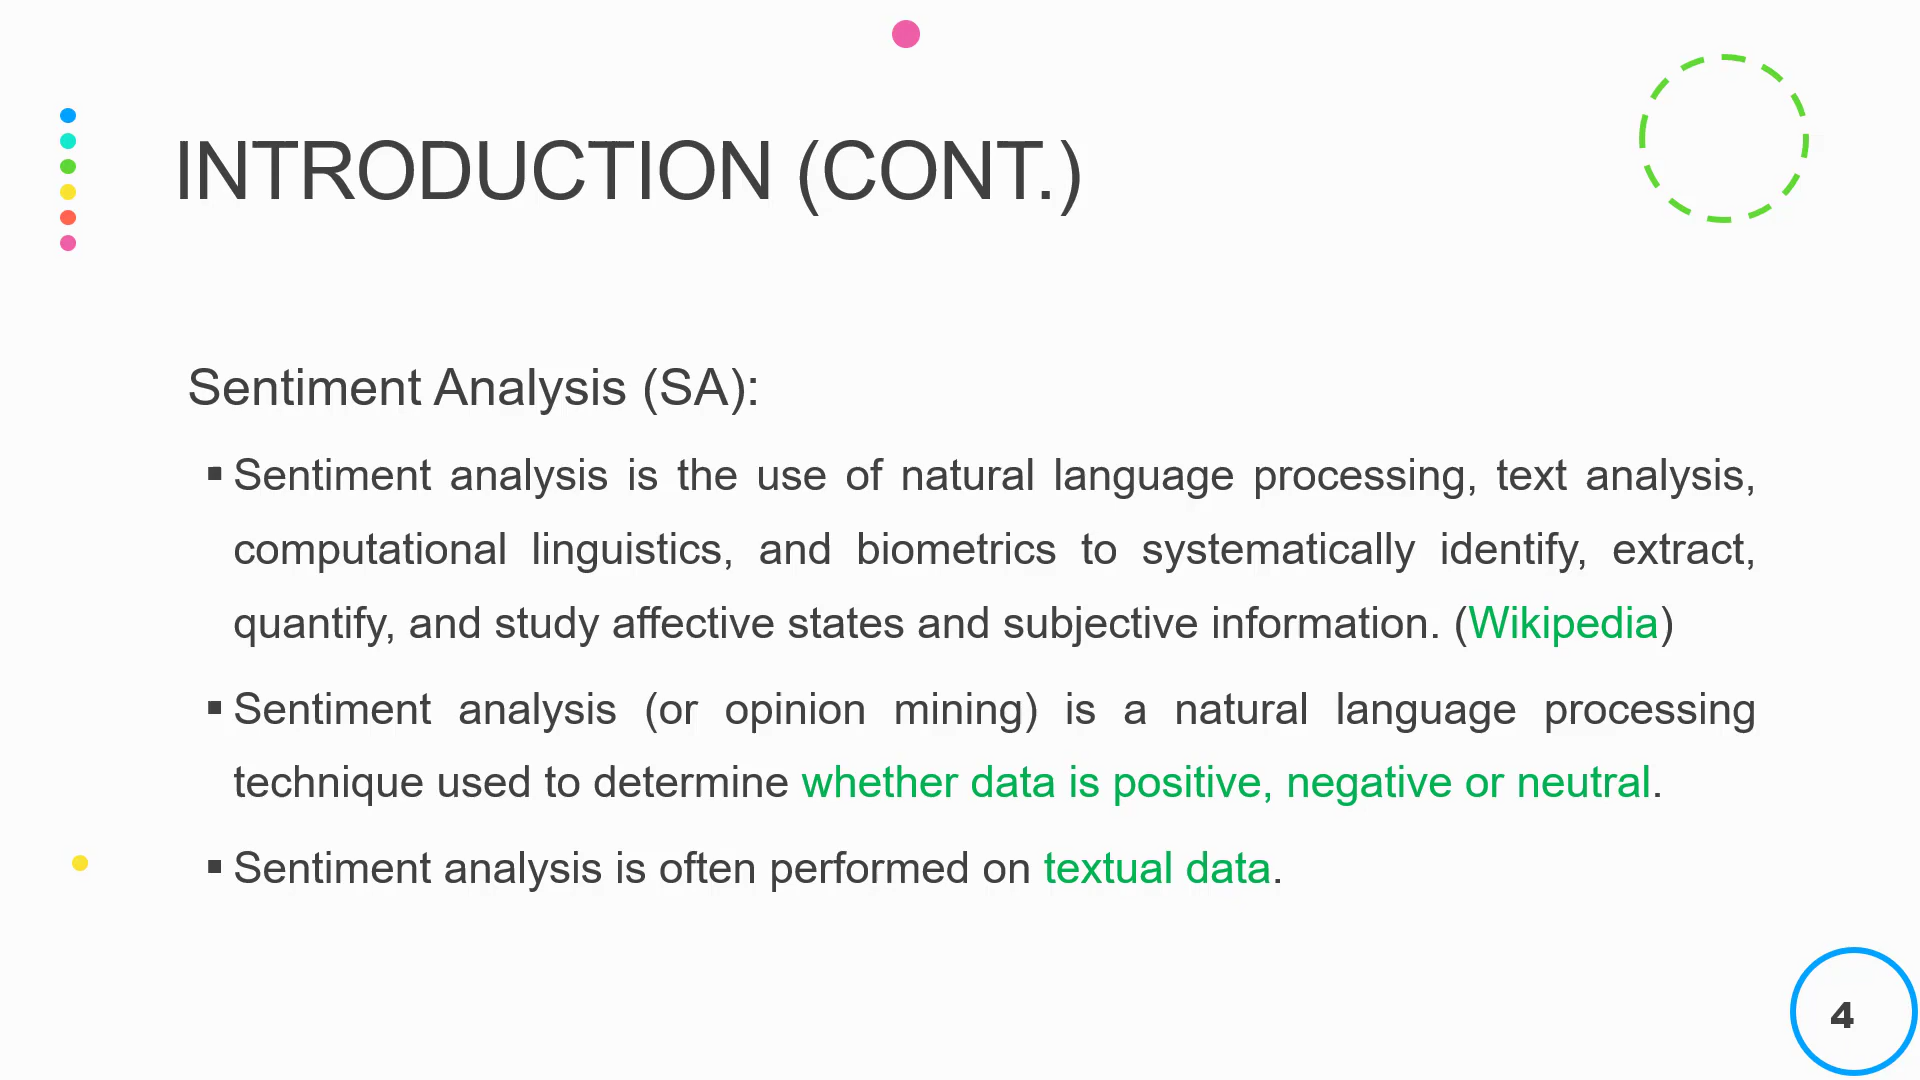 INTRODUCTION (CONT.)
Sentiment Analysis (SA):
▪ Sentiment analysis is the use of natural language processing, text analysis,
computational linguistics, and biometrics to systematically identify, extract,
quantify, and study affective states and subjective information. (Wikipedia)
▪ Sentiment analysis (or opinion mining) is a natural language processing
technique used to determine whether data is positive, negative or neutral.
▪ Sentiment analysis is often performed on textual data.
4